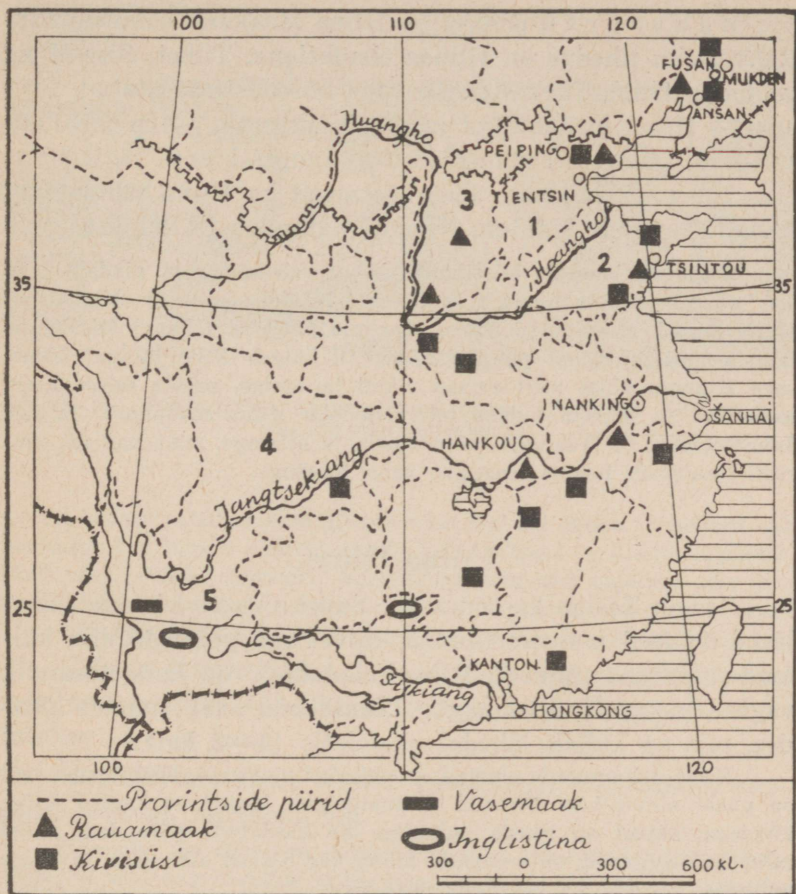 100 110 120
FUŠAN
MUKDEN
ANSAN
Huangho
PEIPING
TIENTSIN
3
1
Hoangho
2
TSINTOU
35 35
NANKING
ŠANHAI
HANKOU
4
Jangtsekiang
5
25 25
KANTON
Sikiang
HONGKONG
100 120
Provintside piirid
Vasemaak
Rauamaak
Inglistina
Kivisüsi
300 0 300 600 kl.